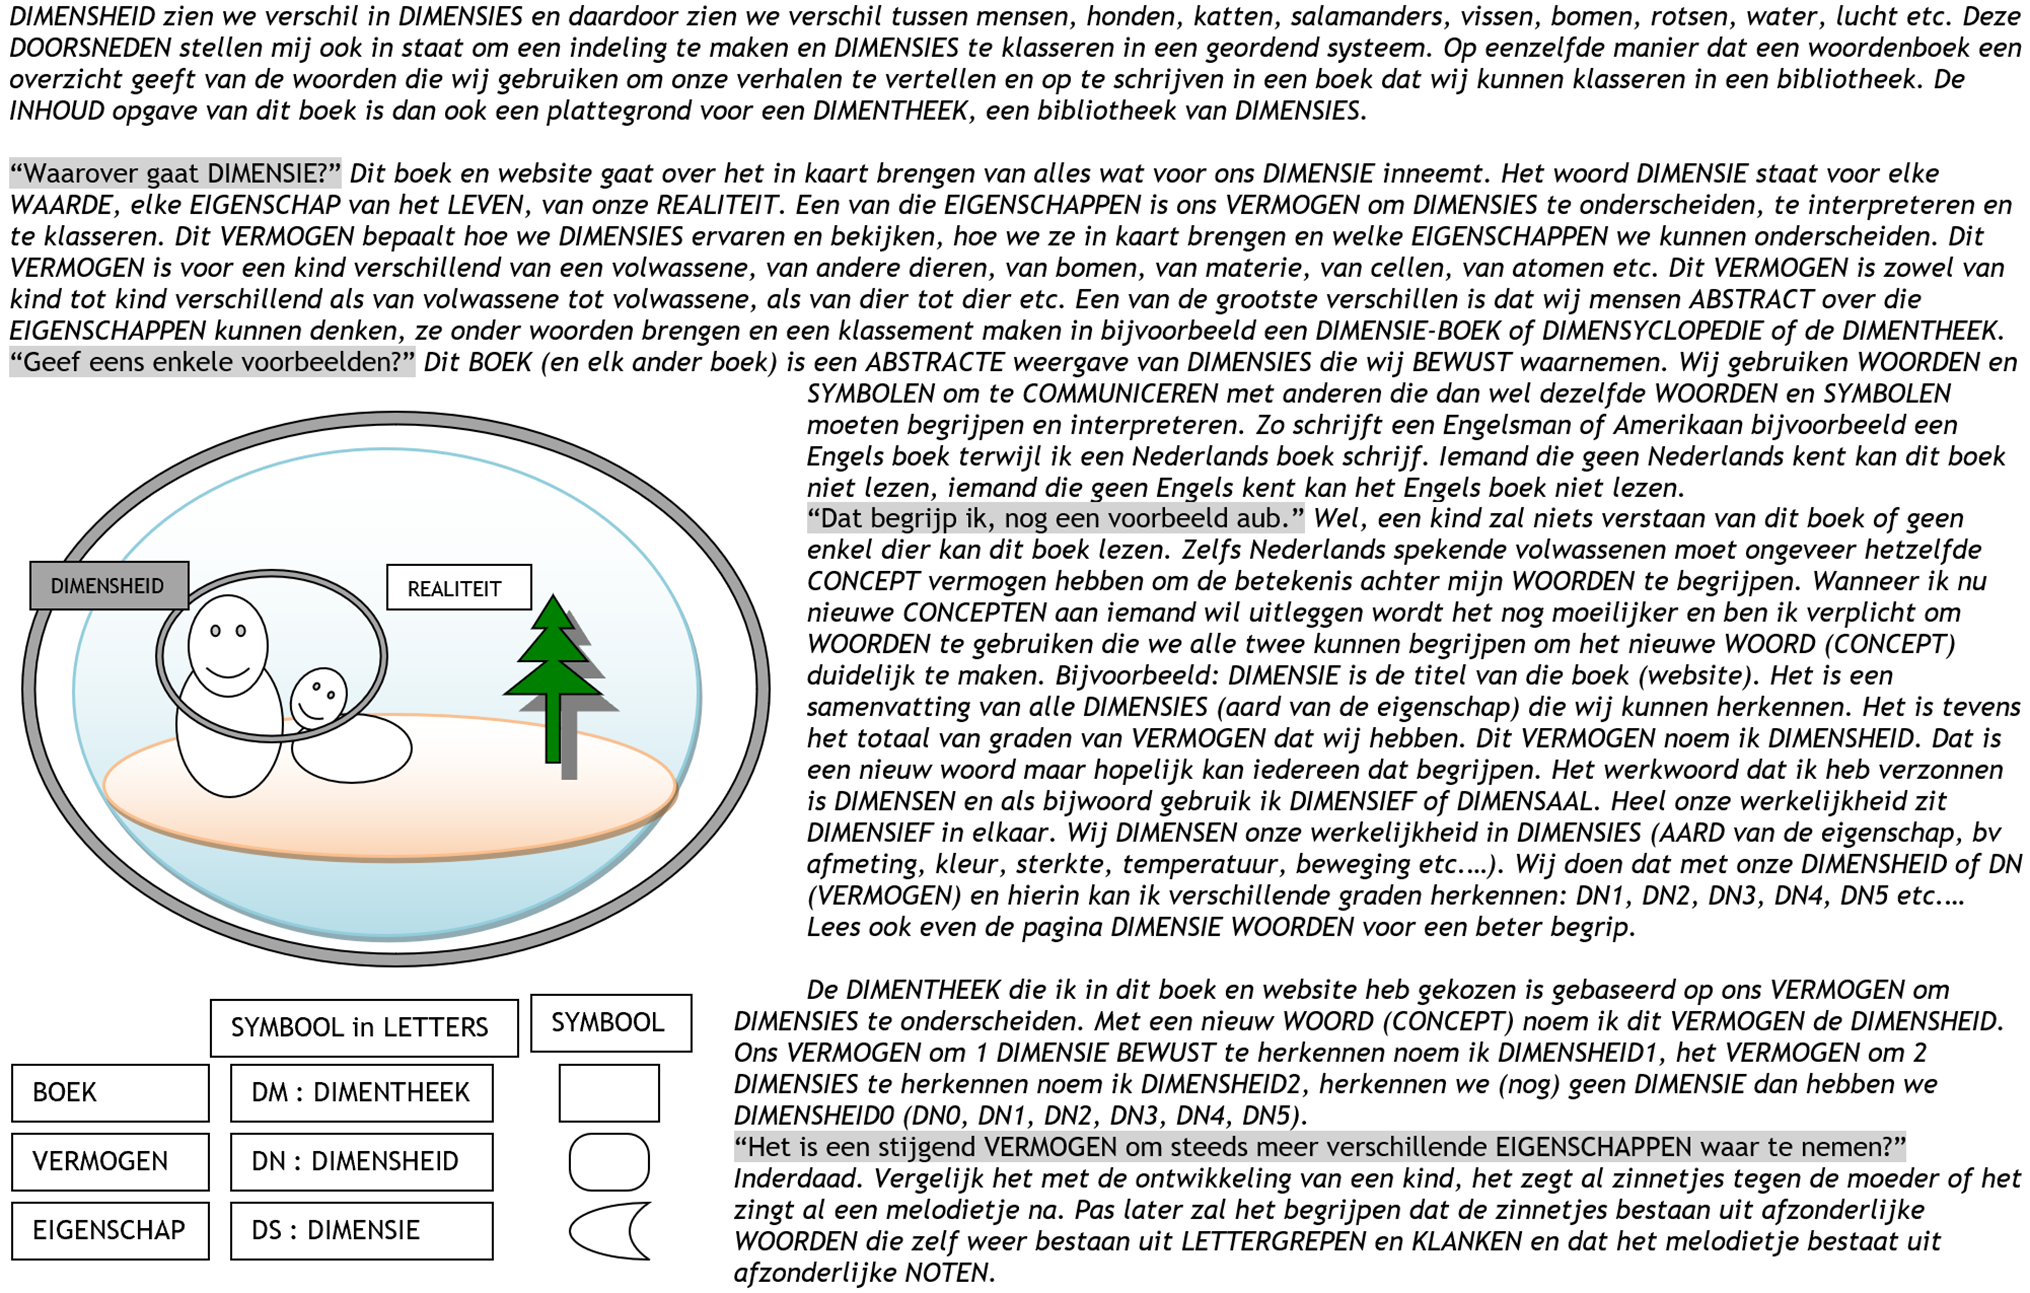 DIMENSHEID zien we verschil in DIMENSIES en daardoor zien we verschil tussen mensen, honden, katten, salamanders, vissen, bomen, rotsen, water, lucht etc. Deze
DOORSNEDEN stellen mij ook in staat om een indeling te maken en DIMENSIES te klasseren in een geordend systeem. Op eenzelfde manier dat een woordenboek een
overzicht geeft van de woorden die wij gebruiken om onze verhalen te vertellen en op te schrijven in een boek dat wij kunnen klasseren in een bibliotheek. De
INHOUD opgave van dit boek is dan ook een plattegrond voor een DIMENTHEEK, een bibliotheek van DIMENSIES.
“Waarover gaat DIMENSIE?” Dit boek en website gaat over het in kaart brengen van alles wat voor ons DIMENSIE inneemt. Het woord DIMENSIE staat voor elke
WAARDE, elke EIGENSCHAP van het LEVEN, van onze REALITEIT. Een van die EIGENSCHAPPEN is ons VERMOGEN om DIMENSIES te onderscheiden, te interpreteren en
te klasseren. Dit VERMOGEN bepaalt hoe we DIMENSIES ervaren en bekijken, hoe we ze in kaart brengen en welke EIGENSCHAPPEN we kunnen onderscheiden. Dit
VERMOGEN is voor een kind verschillend van een volwassene, van andere dieren, van bomen, van materie, van cellen, van atomen etc. Dit VERMOGEN is zowel van
kind tot kind verschillend als van volwassene tot volwassene, als van dier tot dier etc. Een van de grootste verschillen is dat wij mensen ABSTRACT over die
EIGENSCHAPPEN kunnen denken, ze onder woorden brengen en een klassement maken in bijvoorbeeld een DIMENSIE-BOEK of DIMENSYCLOPEDIE of de DIMENTHEEK.
“Geef eens enkele voorbeelden?” Dit BOEK (en elk ander boek) is een ABSTRACTE weergave van DIMENSIES die wij BEWUST waarnemen. Wij gebruiken WOORDEN en
SYMBOLEN om te COMMUNICEREN met anderen die dan wel dezelfde WOORDEN en SYMBOLEN
moeten begrijpen en interpreteren. Zo schrijft een Engelsman of Amerikaan bijvoorbeeld een
Engels boek terwijl ik een Nederlands boek schrijf. Iemand die geen Nederlands kent kan dit boek
niet lezen, iemand die geen Engels kent kan het Engels boek niet lezen.
“Dat begrijp ik, nog een voorbeeld aub.” Wel, een kind zal niets verstaan van dit boek of geen
enkel dier kan dit boek lezen. Zelfs Nederlands spekende volwassenen moet ongeveer hetzelfde
CONCEPT vermogen hebben om de betekenis achter mijn WOORDEN te begrijpen. Wanneer ik nu
nieuwe CONCEPTEN aan iemand wil uitleggen wordt het nog moeilijker en ben ik verplicht om
WOORDEN te gebruiken die we alle twee kunnen begrijpen om het nieuwe WOORD (CONCEPT)
duidelijk te maken. Bijvoorbeeld: DIMENSIE is de titel van die boek (website). Het is een
samenvatting van alle DIMENSIES (aard van de eigenschap) die wij kunnen herkennen. Het is tevens
het totaal van graden van VERMOGEN dat wij hebben. Dit VERMOGEN noem ik DIMENSHEID. Dat is
een nieuw woord maar hopelijk kan iedereen dat begrijpen. Het werkwoord dat ik heb verzonnen
is DIMENSEN en als bijwoord gebruik ik DIMENSIEF of DIMENSAAL. Heel onze werkelijkheid zit
DIMENSIEF in elkaar. Wij DIMENSEN onze werkelijkheid in DIMENSIES (AARD van de eigenschap, bv
afmeting, kleur, sterkte, temperatuur, beweging etc.…). Wij doen dat met onze DIMENSHEID of DN
(VERMOGEN) en hierin kan ik verschillende graden herkennen: DN1, DN2, DN3, DN4, DN5 etc.…
Lees ook even de pagina DIMENSIE WOORDEN voor een beter begrip.
DIMENSHEID
REALITEIT
De DIMENTHEEK die ik in dit boek en website heb gekozen is gebaseerd op ons VERMOGEN om
DIMENSIES te onderscheiden. Met een nieuw WOORD (CONCEPT) noem ik dit VERMOGEN de DIMENSHEID.
Ons VERMOGEN om 1 DIMENSIE BEWUST te herkennen noem ik DIMENSHEID1, het VERMOGEN om 2
DIMENSIES te herkennen noem ik DIMENSHEID2, herkennen we (nog) geen DIMENSIE dan hebben we
DIMENSHEID0 (DN0, DN1, DN2, DN3, DN4, DN5).
“Het is een stijgend VERMOGEN om steeds meer verschillende EIGENSCHAPPEN waar te nemen?”
Inderdaad. Vergelijk het met de ontwikkeling van een kind, het zegt al zinnetjes tegen de moeder of het
zingt al een melodietje na. Pas later zal het begrijpen dat de zinnetjes bestaan uit afzonderlijke
WOORDEN die zelf weer bestaan uit LETTERGREPEN en KLANKEN en dat het melodietje bestaat uit
afzonderlijke NOTEN.
SYMBOOL in LETTERS SYMBOOL
BOEK DM : DIMENTHEEK
VERMOGEN DN : DIMENSHEID
EIGENSCHAP DS : DIMENSIE